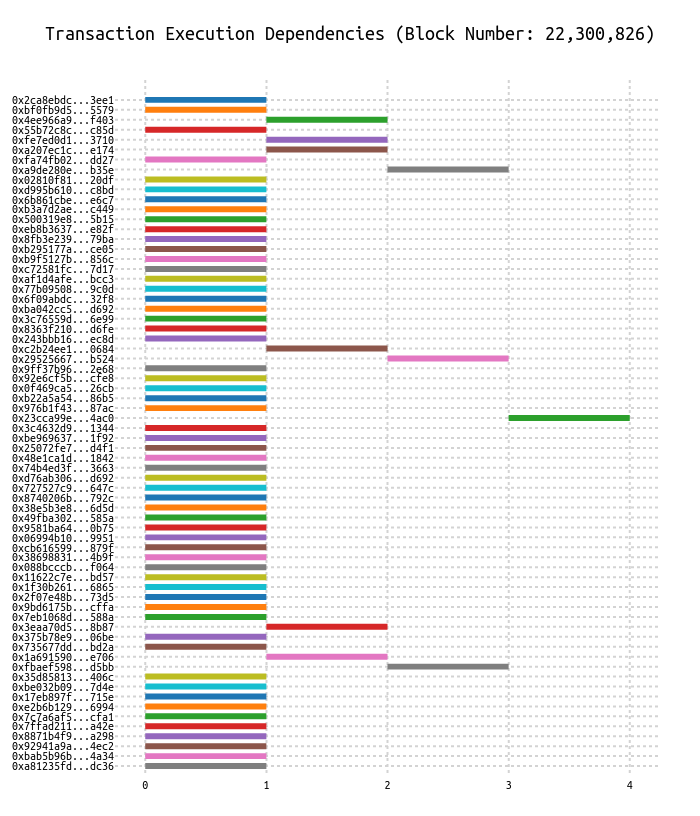 Transaction Execution Dependencies (Block Number: 22,300,826)
0x2ca8ebdc...3ee1
0xbf0fb9d5...5579
0x4ee966a9...f403
0x55b72c8c...c85d
0xfe7ed0d1...3710
0xa207ec1c...e174
0xfa74fb02...dd27
0xa9de280e...b35e
0x02810f81...20df
0xd995b610...c8bd
0x6b861cbe...e6c7
0xb3a7d2ae...c449
0x500319e8...5b15
0xeb8b3637...e82f
0x8fb3e239...79ba
0xb295177a...ce05
0xb9f5127b...856c
0xc72581fc...7d17
0xaf1d4afe...bcc3
0x77b09508...9c0d
0x6f09abdc...32f8
0xba042cc5...d692
0x3c76559d...6e99
0x8363f210...d6fe
0x243bbb16...ec8d
0xc2b24ee1...0684
0x29525667...b524
0x9ff37b96...2e68
0x92e6cf5b...cfe8
0x0f469ca5...26cb
0xb22a5a54...86b5
0x976b1f43...87ac
0x23cca99e...4ac0
0x3c4632d9...1344
0xbe969637...1f92
0x25072fe7...d4f1
0x48e1ca1d...1842
0x74b4ed3f...3663
0xd76ab306...d692
0x727527c9...647c
0x8740206b...792c
0x38e5b3e8...6d5d
0x49fba302...585a
0x9581ba64...0b75
0x06994b10...9951
0xcb616599...879f
0x38698831...4b9f
0x088bcccb...f064
0x11622c7e...bd57
0x1f30b261...6865
0x2f07e48b...73d5
0x9bd6175b...cffa
0x7eb1068d...588a
0x3eaa70d5...8b87
0x375b78e9...06be
0x735677dd...bd2a
0x1a691590...e706
0xfbaef598...d5bb
0x35d85813...406c
0xbe032b09...7d4e
0x17eb897f...715e
0xe2b6b129...6994
0x7c7a6af5...cfa1
0x7ffad211...a42e
0x8871b4f9...a298
0x92941a9a...4ec2
0xbab5b96b...4a34
0xa81235fd...dc36
0 1 2 3 4